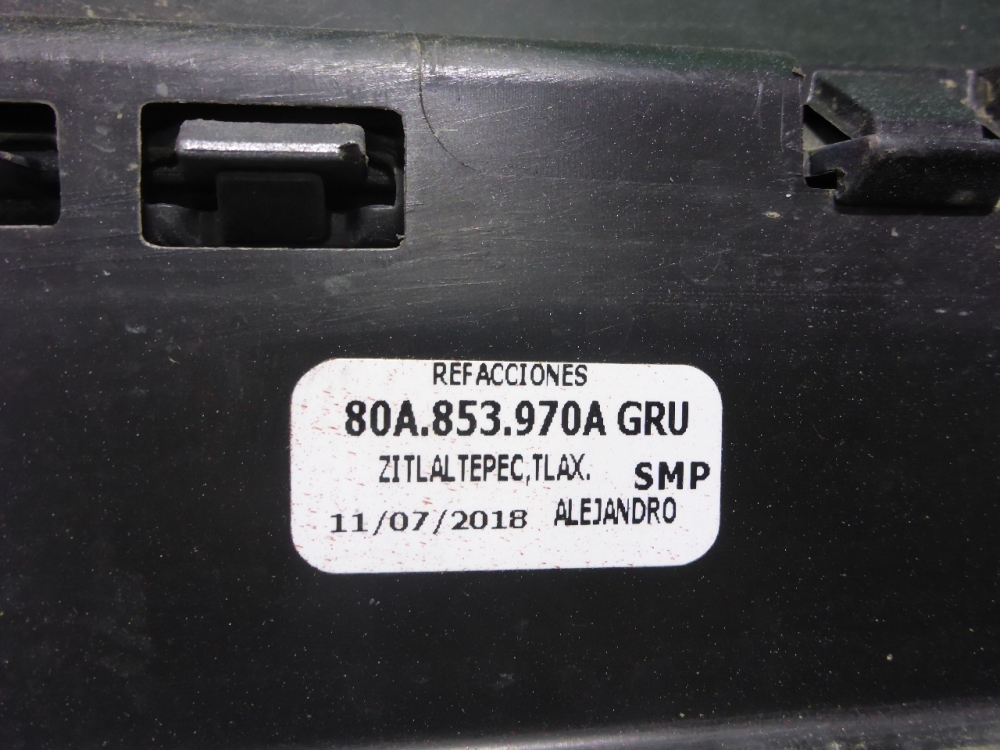 REFACCIONES
80A.853.970A GRU
ZITLALTEPEC,TLAX. SMP
11/07/2018 ALEJANDRO